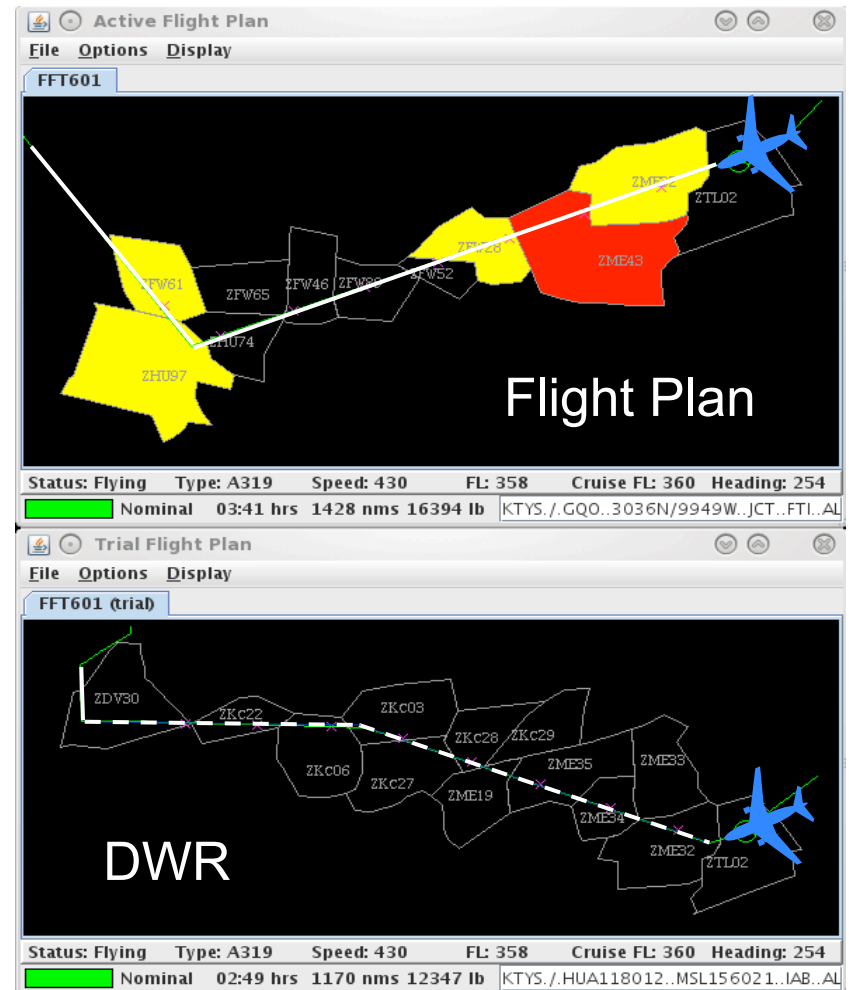 Active Flight Plan
File Options Display
FFT601
ZME32
ZTL02
ZFW28
ZME43
ZFW52
ZFW61
ZFW65
ZFW46
ZHU74
ZHU97
Flight Plan
Status: Flying Type: A319 Speed: 430 FL: 358 Cruise FL: 360 Heading: 254
Nominal 03:41 hrs 1428 nms 16394 lb KTYS./.GQO..3036N/9949W..JCT..FTI..AL
Trial Flight Plan
File Options Display
FFT601 (trial)
ZDV30
ZKC22
ZKC03
ZKC28
ZKC29
ZKC06
ZKC27
ZME35
ZME33
ZME19
ZME34
ZME32
ZTL02
DWR
Status: Flying Type: A319 Speed: 430 FL: 358 Cruise FL: 360 Heading: 254
Nominal 02:49 hrs 1170 nms 12347 lb KTYS./.HUA118012..MSL156021..IAB..AL